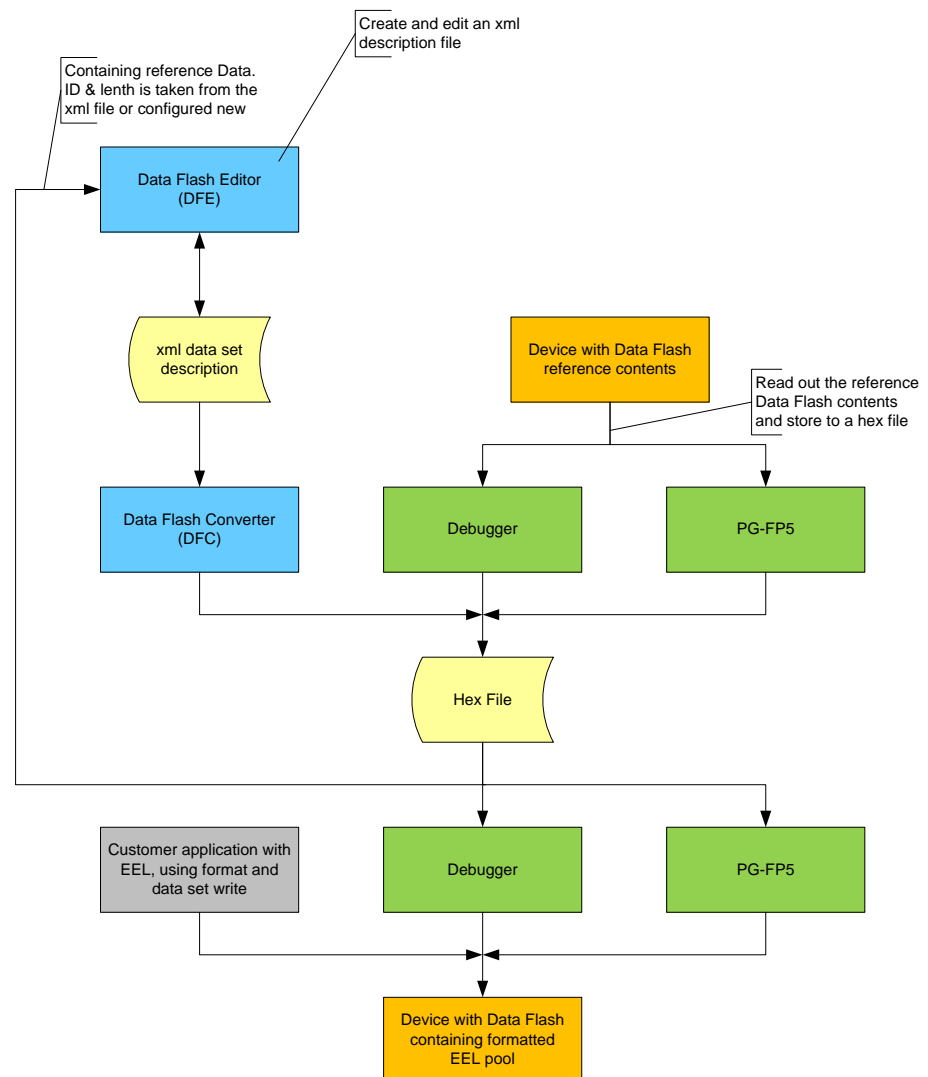 Create and edit an xml
description file
Containing reference Data.
ID & lenth is taken from the
xml file or configured new
Data Flash Editor
(DFE)
xml data set
description
Device with Data Flash
reference contents
Read out the reference
Data Flash contents
and store to a hex file
Data Flash Converter
(DFC)
Debugger
PG-FP5
Hex File
Customer application with
EEL, using format and
data set write
Debugger
PG-FP5
Device with Data Flash
containing formatted
EEL pool